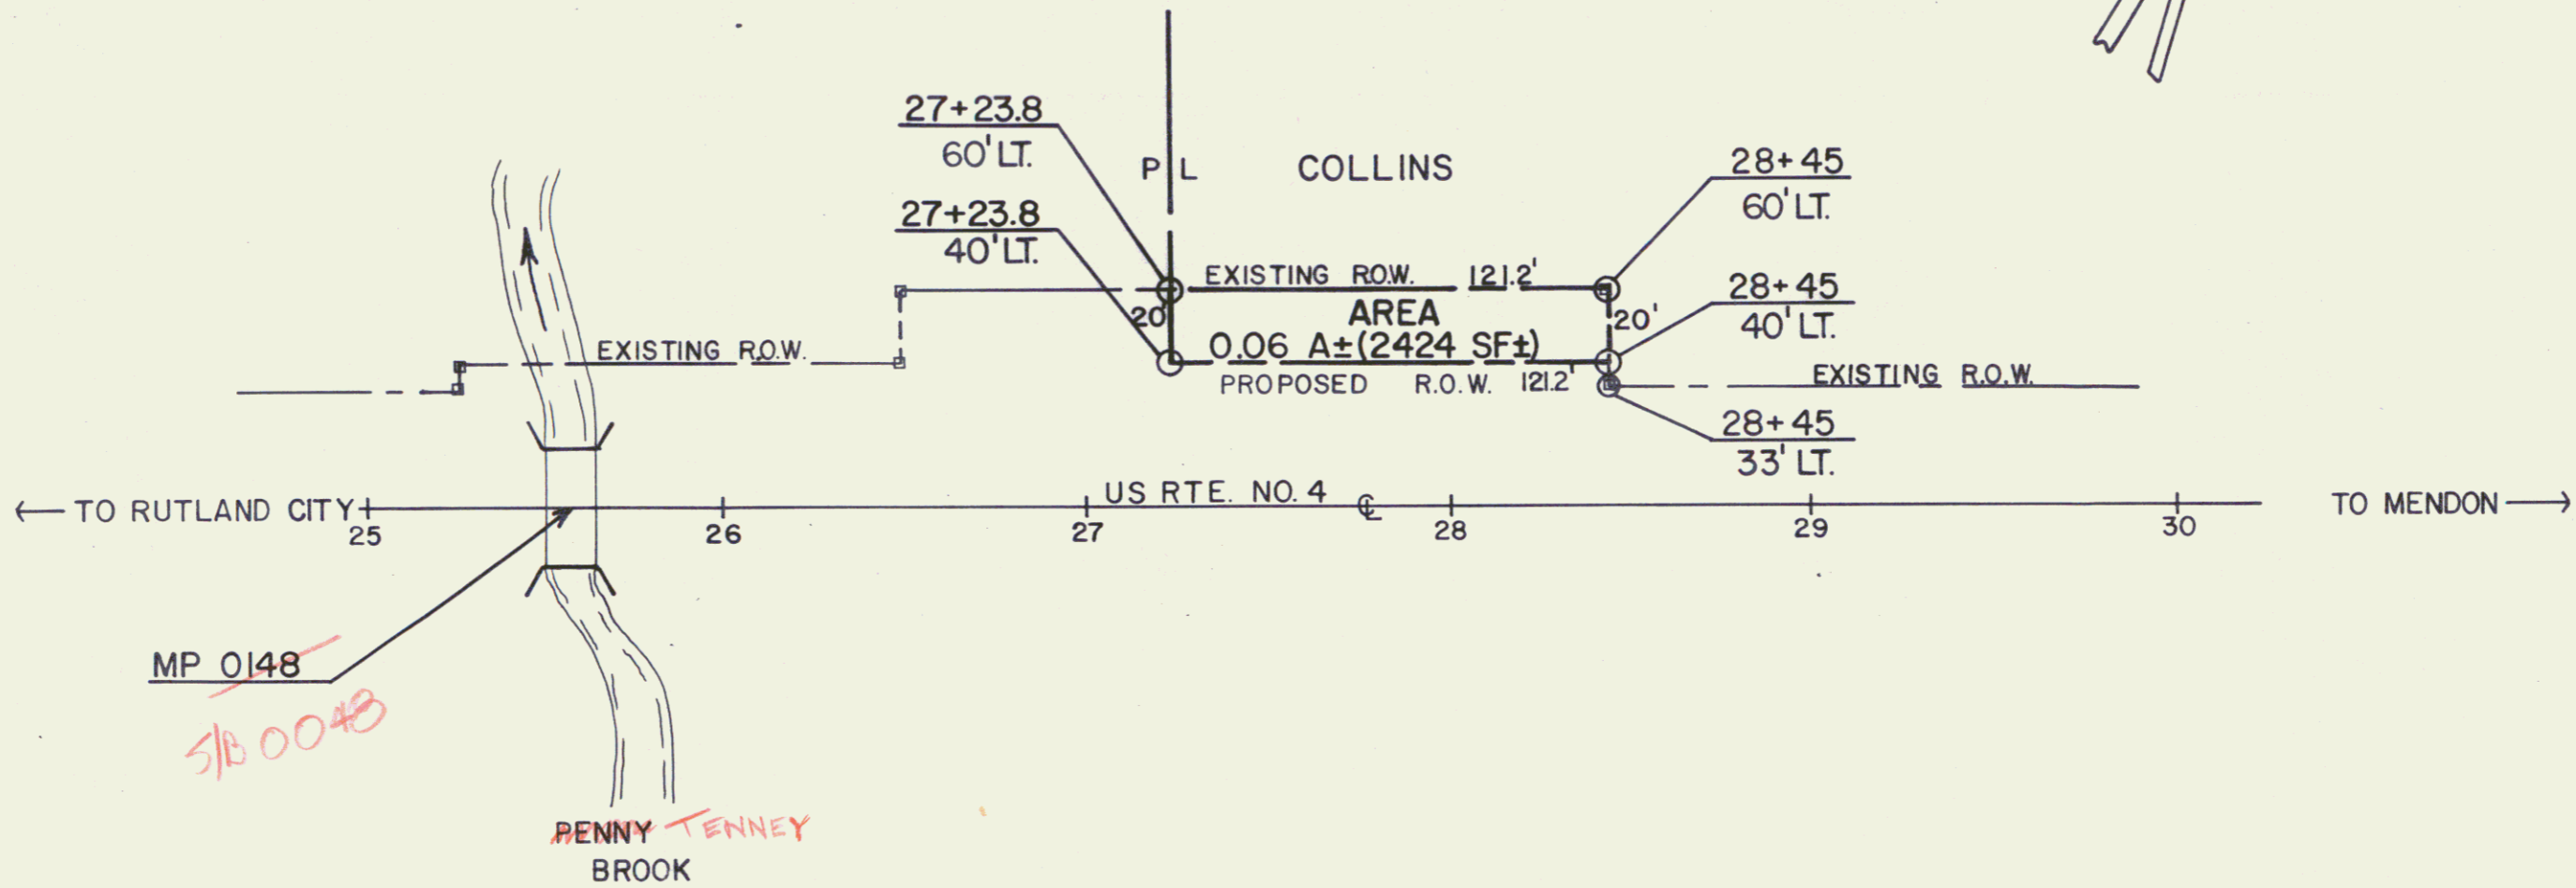 27+23.8
60' LT.
27+23.8
40' LT.
P L
COLLINS
28+45
60' LT.
28+45
40' LT.
28+45
33' LT.
EXISTING R.O.W. 121.2'
20'
AREA
20'
0.06 A±(2424 SF±)
PROPOSED R.O.W. 121.2'
EXISTING R.O.W.
EXISTING R.O.W.
US RTE. NO. 4
CL
← TO RUTLAND CITY
TO MENDON →
25
26
27
28
29
30
MP 0148
S/B 0048
PENNY TENNEY
BROOK